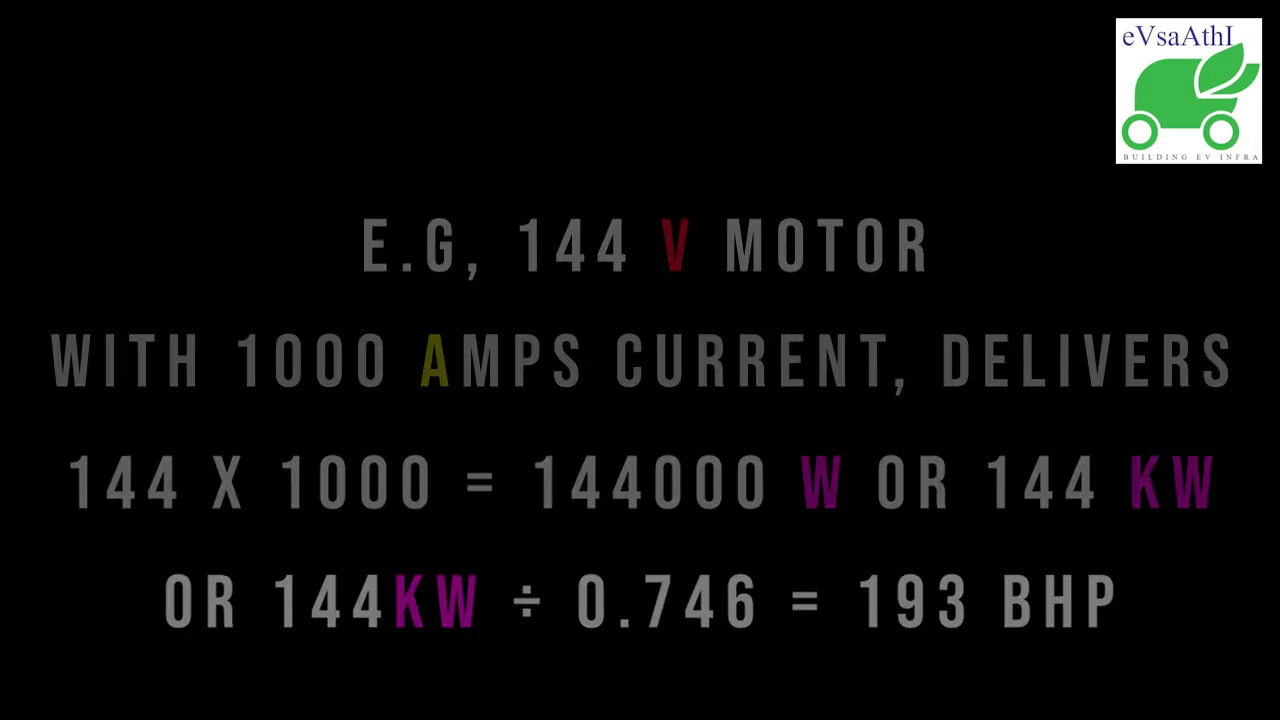 eVsaAthI
BUILDING EV INFRA
E.G, 144 V MOTOR
WITH 1000 AMPS CURRENT, DELIVERS
144 X 1000 = 144000 W OR 144 KW
OR 144KW ÷ 0.746 = 193 BHP